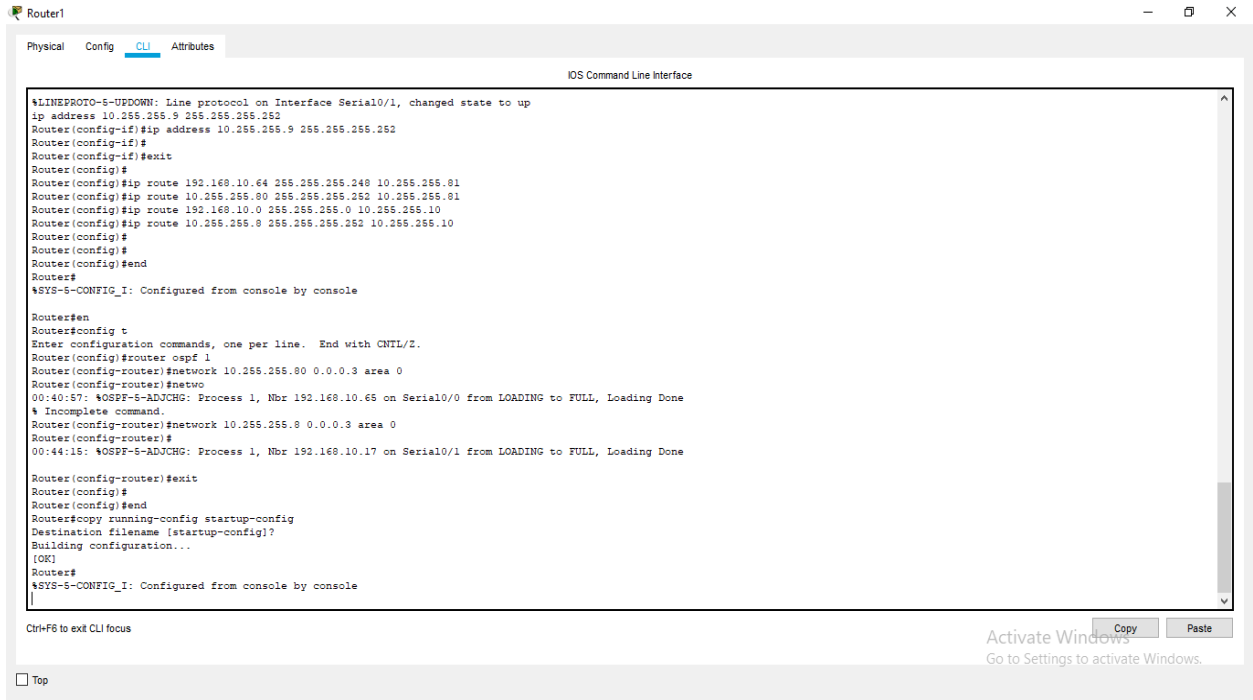 Router1
Physical Config CLI Attributes
IOS Command Line Interface
%LINEPROTO-5-UPDOWN: Line protocol on Interface Serial0/1, changed state to up
ip address 10.255.255.9 255.255.255.252
Router(config-if)#ip address 10.255.255.9 255.255.255.252
Router(config-if)#
Router(config-if)#exit
Router(config)#
Router(config)#ip route 192.168.10.64 255.255.255.248 10.255.255.81
Router(config)#ip route 10.255.255.80 255.255.255.252 10.255.255.81
Router(config)#ip route 192.168.10.0 255.255.255.0 10.255.255.10
Router(config)#ip route 10.255.255.8 255.255.255.252 10.255.255.10
Router(config)#
Router(config)#
Router(config)#end
Router#
%SYS-5-CONFIG_I: Configured from console by console
Router#en
Router#config t
Enter configuration commands, one per line. End with CNTL/Z.
Router(config)#router ospf 1
Router(config-router)#network 10.255.255.80 0.0.0.3 area 0
Router(config-router)#netwo
00:40:57: %OSPF-5-ADJCHG: Process 1, Nbr 192.168.10.65 on Serial0/0 from LOADING to FULL, Loading Done
% Incomplete command.
Router(config-router)#network 10.255.255.8 0.0.0.3 area 0
Router(config-router)#
00:44:15: %OSPF-5-ADJCHG: Process 1, Nbr 192.168.10.17 on Serial0/1 from LOADING to FULL, Loading Done
Router(config-router)#exit
Router(config)#
Router(config)#end
Router#copy running-config startup-config
Destination filename [startup-config]?
Building configuration...
[OK]
Router#
%SYS-5-CONFIG_I: Configured from console by console
Ctrl+F6 to exit CLI focus
Copy Paste
Activate Windows
Go to Settings to activate Windows.
Top